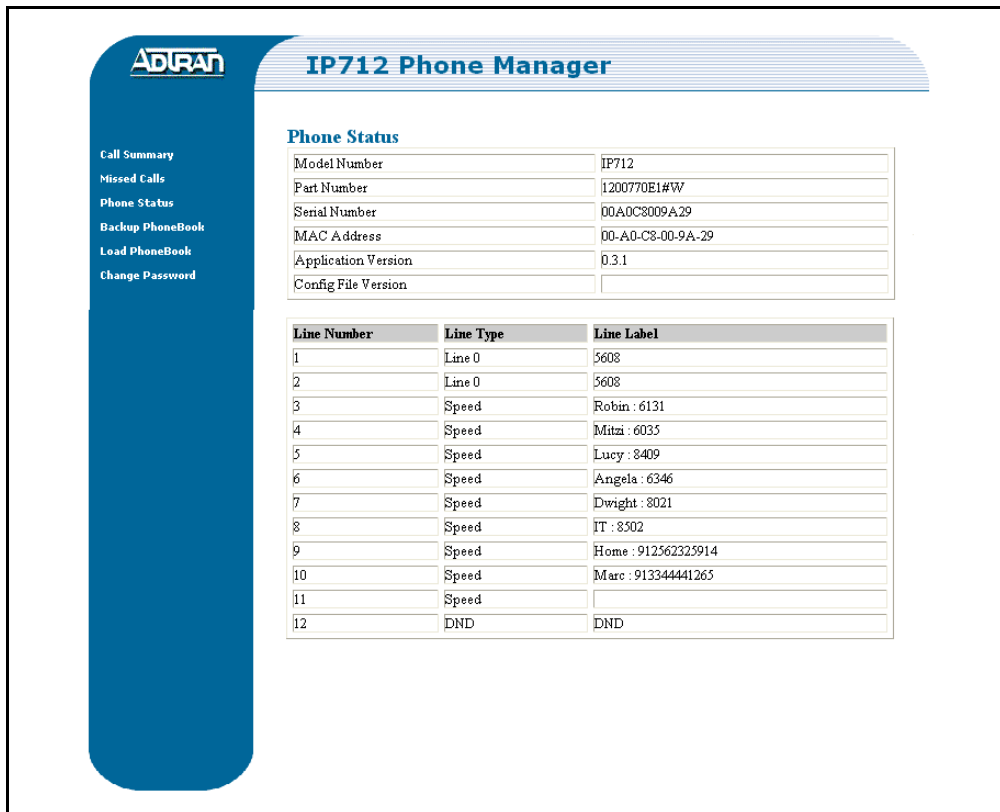 ADTRAN
IP712 Phone Manager
Call Summary
Missed Calls
Phone Status
Backup PhoneBook
Load PhoneBook
Change Password
Phone Status
Model Number IP712
Part Number 1200770E1#W
Serial Number 00A0C8009A29
MAC Address 00-A0-C8-00-9A-29
Application Version 0.3.1
Config File Version
Line Number Line Type Line Label
1 Line 0 5608
2 Line 0 5608
3 Speed Robin : 6131
4 Speed Mitzi : 6035
5 Speed Lucy : 8409
6 Speed Angela : 6346
7 Speed Dwight : 8021
8 Speed IT : 8502
9 Speed Home : 912562325914
10 Speed Marc : 913344441265
11 Speed
12 DND DND